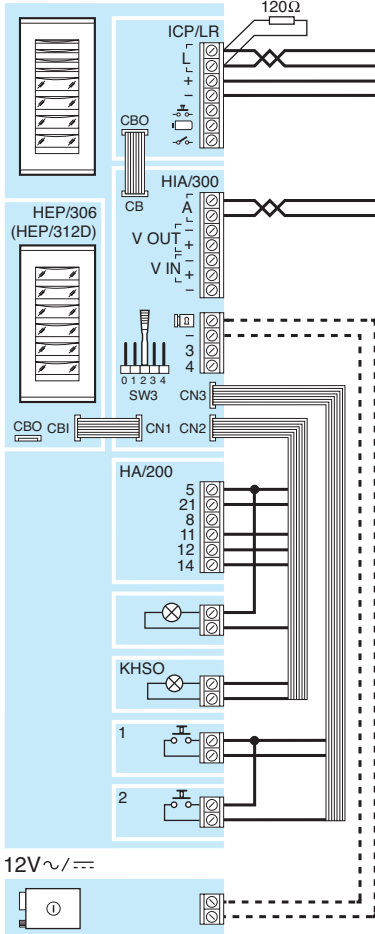 120Ω
ICP/LR
L
+
−
CBO
CB
HIA/300
A
V OUT
−
+
V IN
−
+
−
HEP/306
(HEP/312D)
−
3
4
0 1 2 3 4
SW3
CN3
CBO CBI CN1 CN2
HA/200
5
21
8
11
12
14
KHSO
1
2
12V